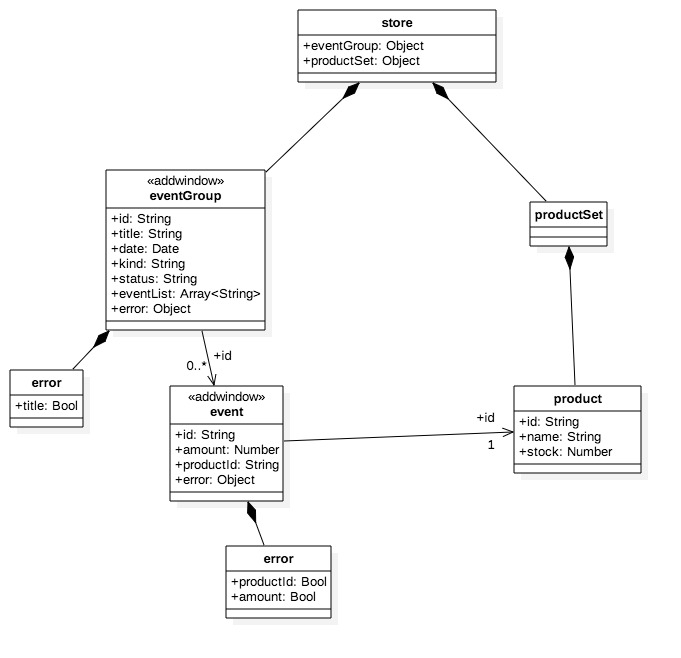 store
+eventGroup: Object
+productSet: Object
«addwindow»
eventGroup
+id: String
+title: String
+date: Date
+kind: String
+status: String
+eventList: Array<String>
+error: Object
productSet
error
+title: Bool
+id
0..*
«addwindow»
event
+id: String
+amount: Number
+productId: String
+error: Object
+id
1
product
+id: String
+name: String
+stock: Number
error
+productId: Bool
+amount: Bool